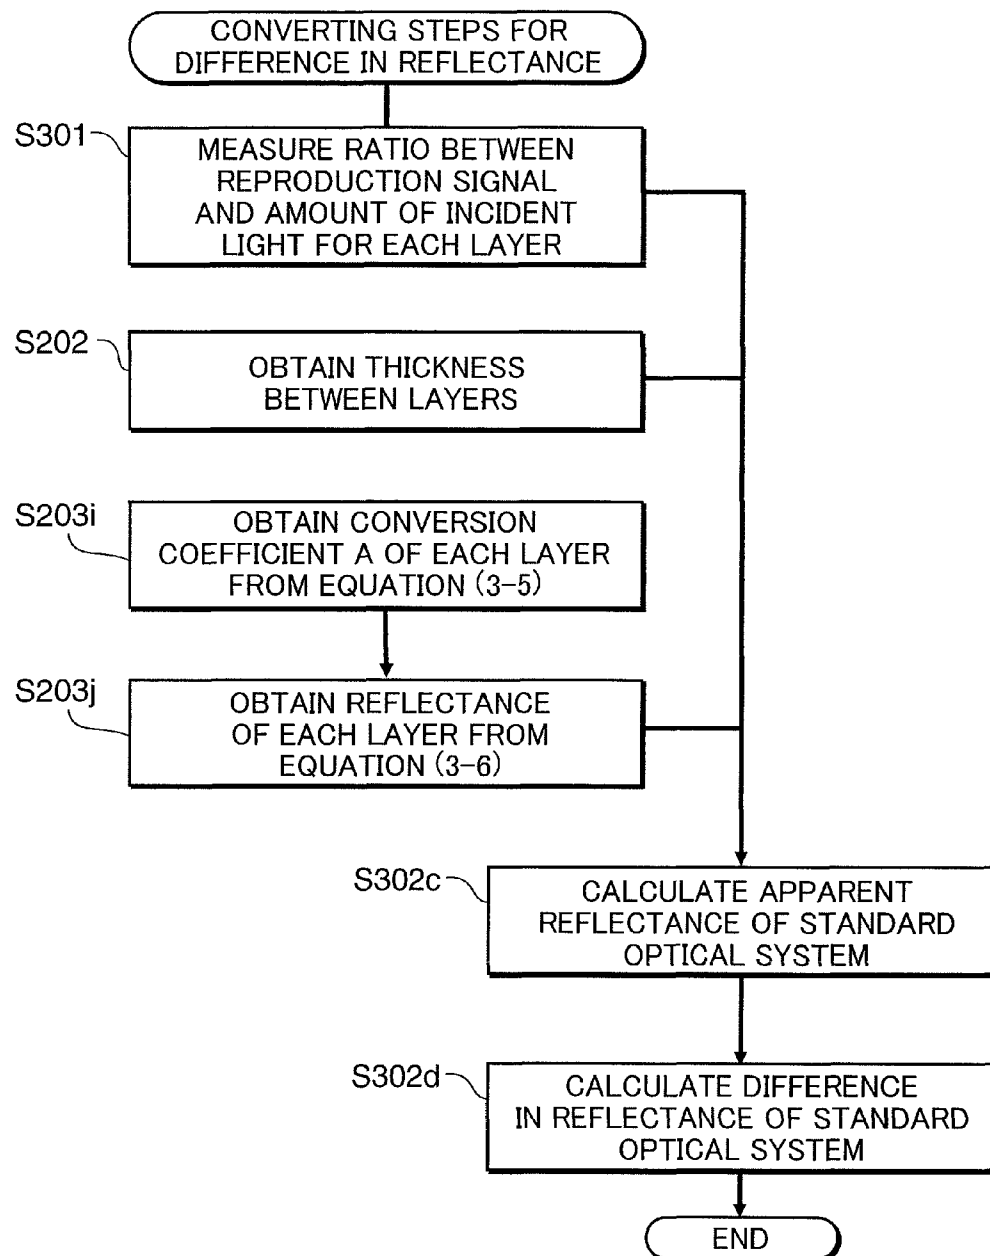 CONVERTING STEPS FOR
DIFFERENCE IN REFLECTANCE
S301
MEASURE RATIO BETWEEN
REPRODUCTION SIGNAL
AND AMOUNT OF INCIDENT
LIGHT FOR EACH LAYER
S202
OBTAIN THICKNESS
BETWEEN LAYERS
S203i
OBTAIN CONVERSION
COEFFICIENT A OF EACH LAYER
FROM EQUATION (3-5)
S203j
OBTAIN REFLECTANCE
OF EACH LAYER FROM
EQUATION (3-6)
S302c
CALCULATE APPARENT
REFLECTANCE OF STANDARD
OPTICAL SYSTEM
S302d
CALCULATE DIFFERENCE
IN REFLECTANCE OF STANDARD
OPTICAL SYSTEM
END